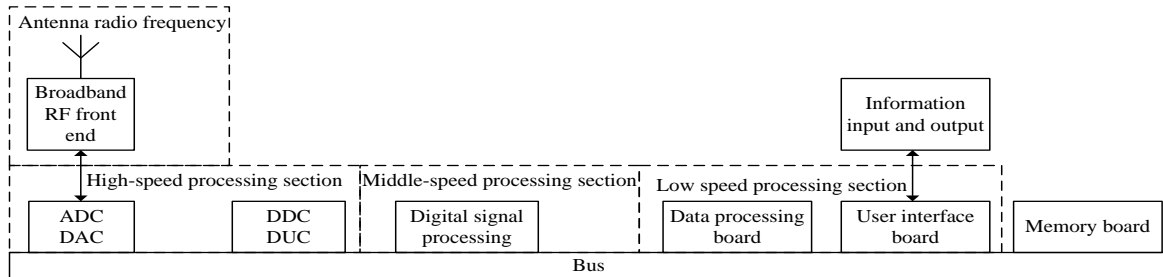 Antenna radio frequency
Broadband
RF front
end
Information
input and output
High-speed processing section
Middle-speed processing section
Low speed processing section
ADC
DAC
DDC
DUC
Digital signal
processing
Data processing
board
User interface
board
Memory board
Bus